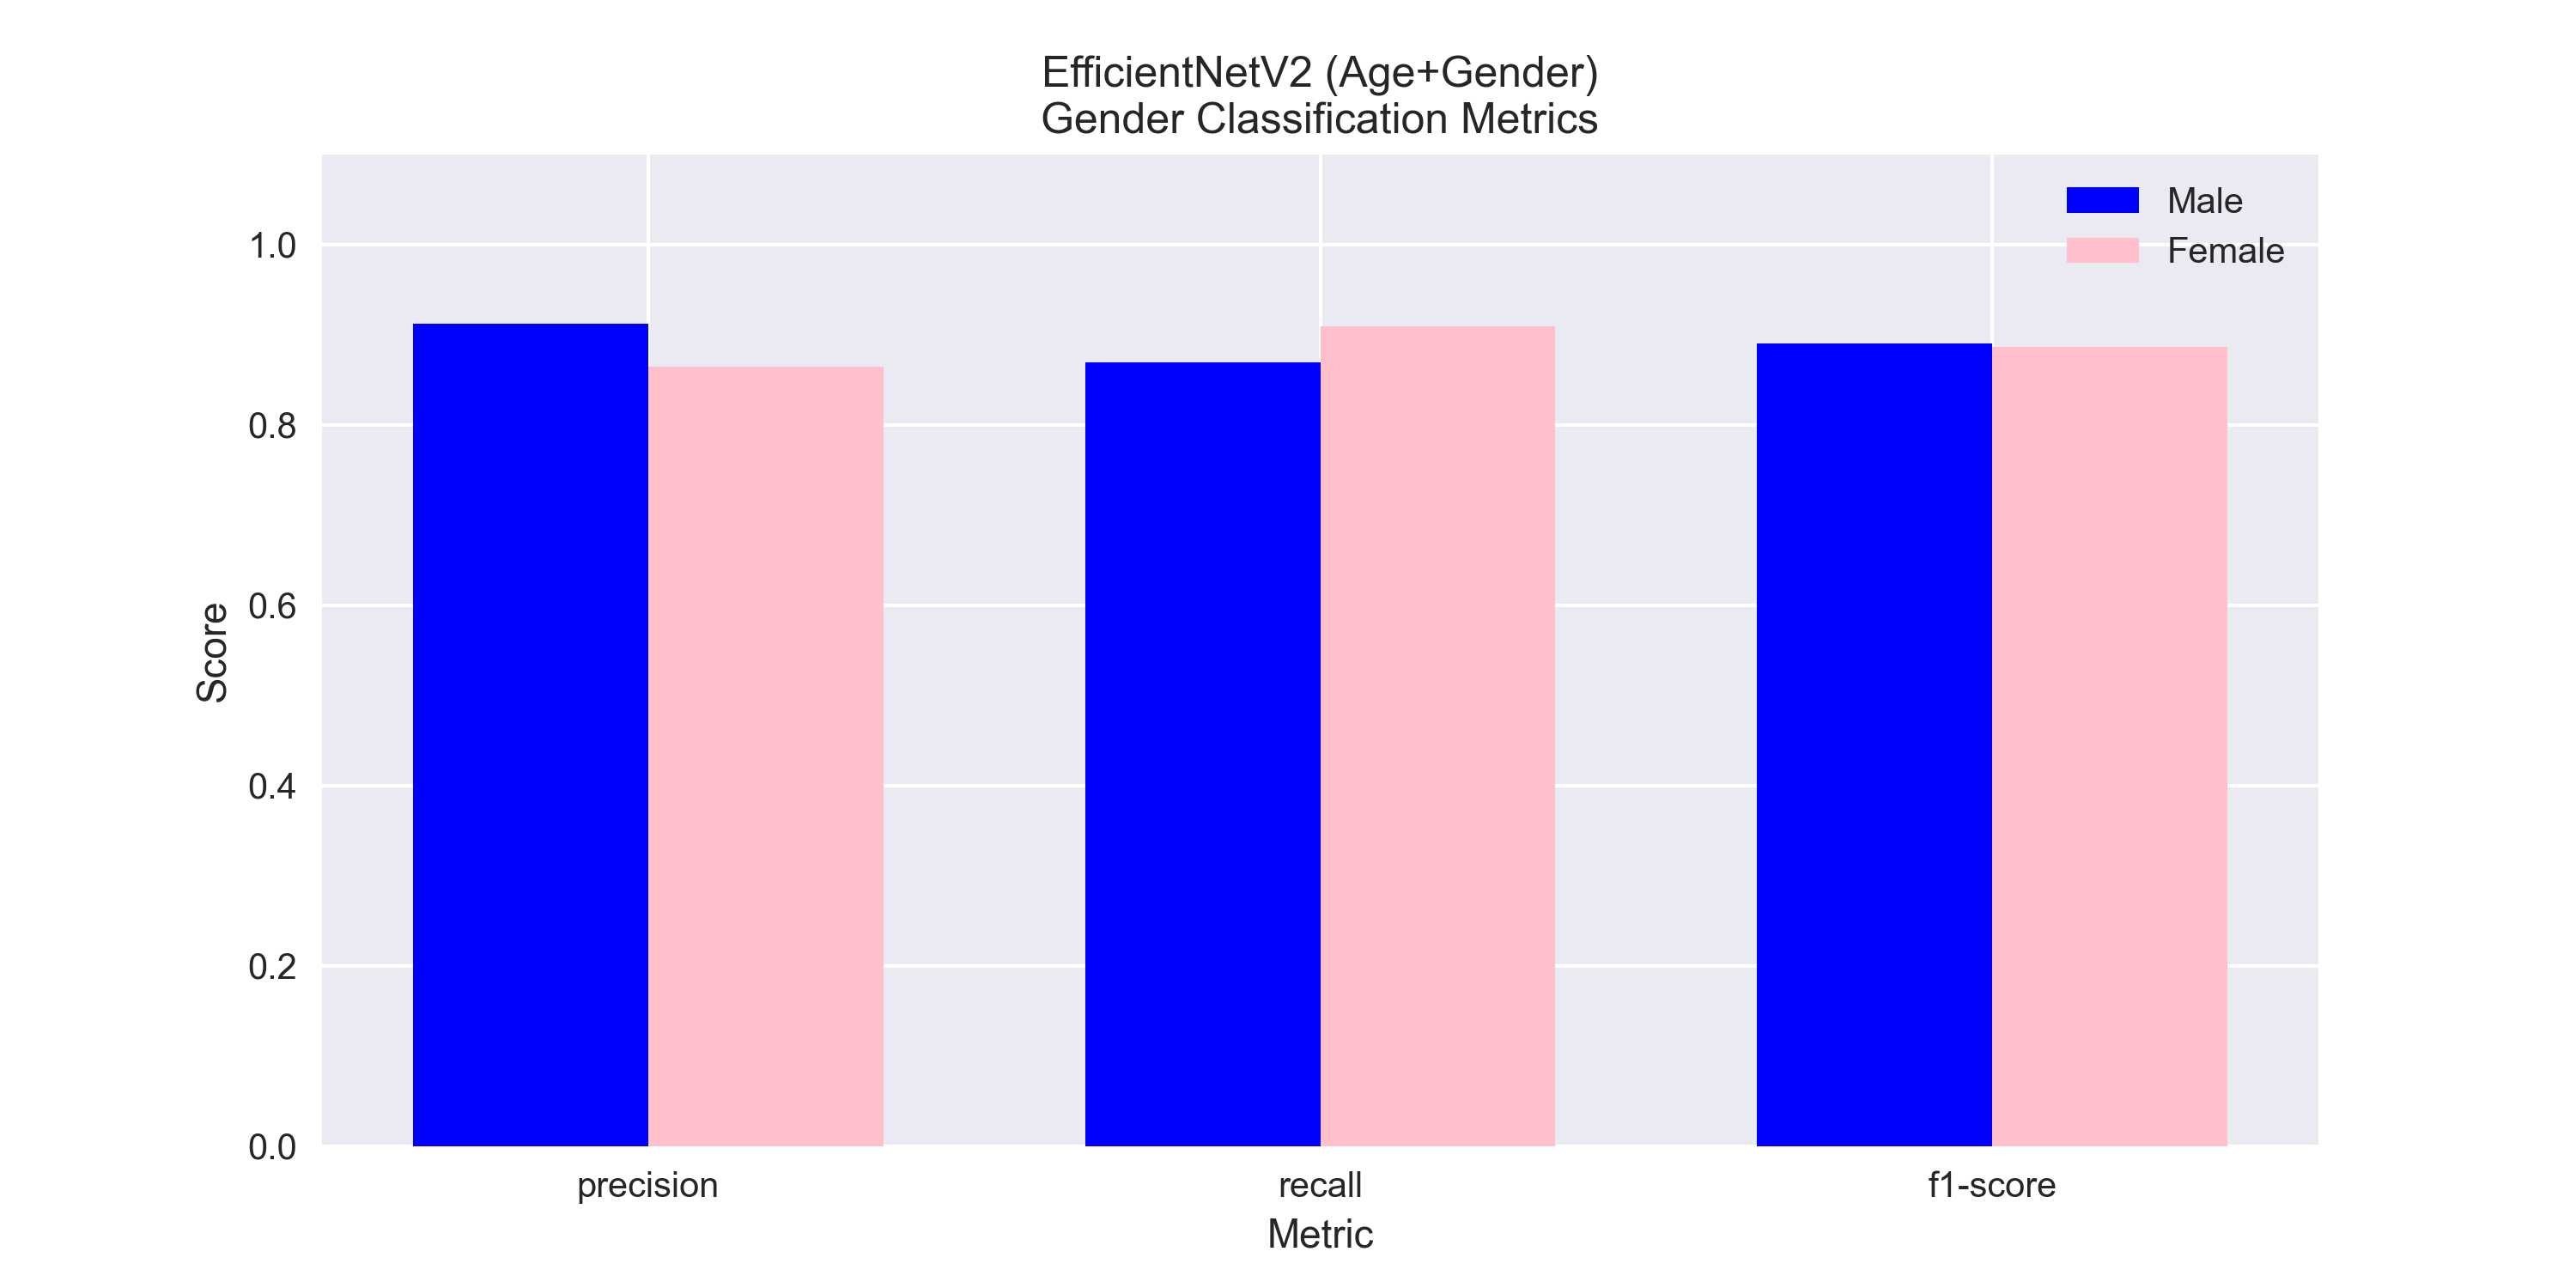 EfficientNetV2 (Age+Gender)
Gender Classification Metrics
Male
Female
1.0
0.8
0.6
0.4
0.2
0.0
Score
precision
recall
f1-score
Metric